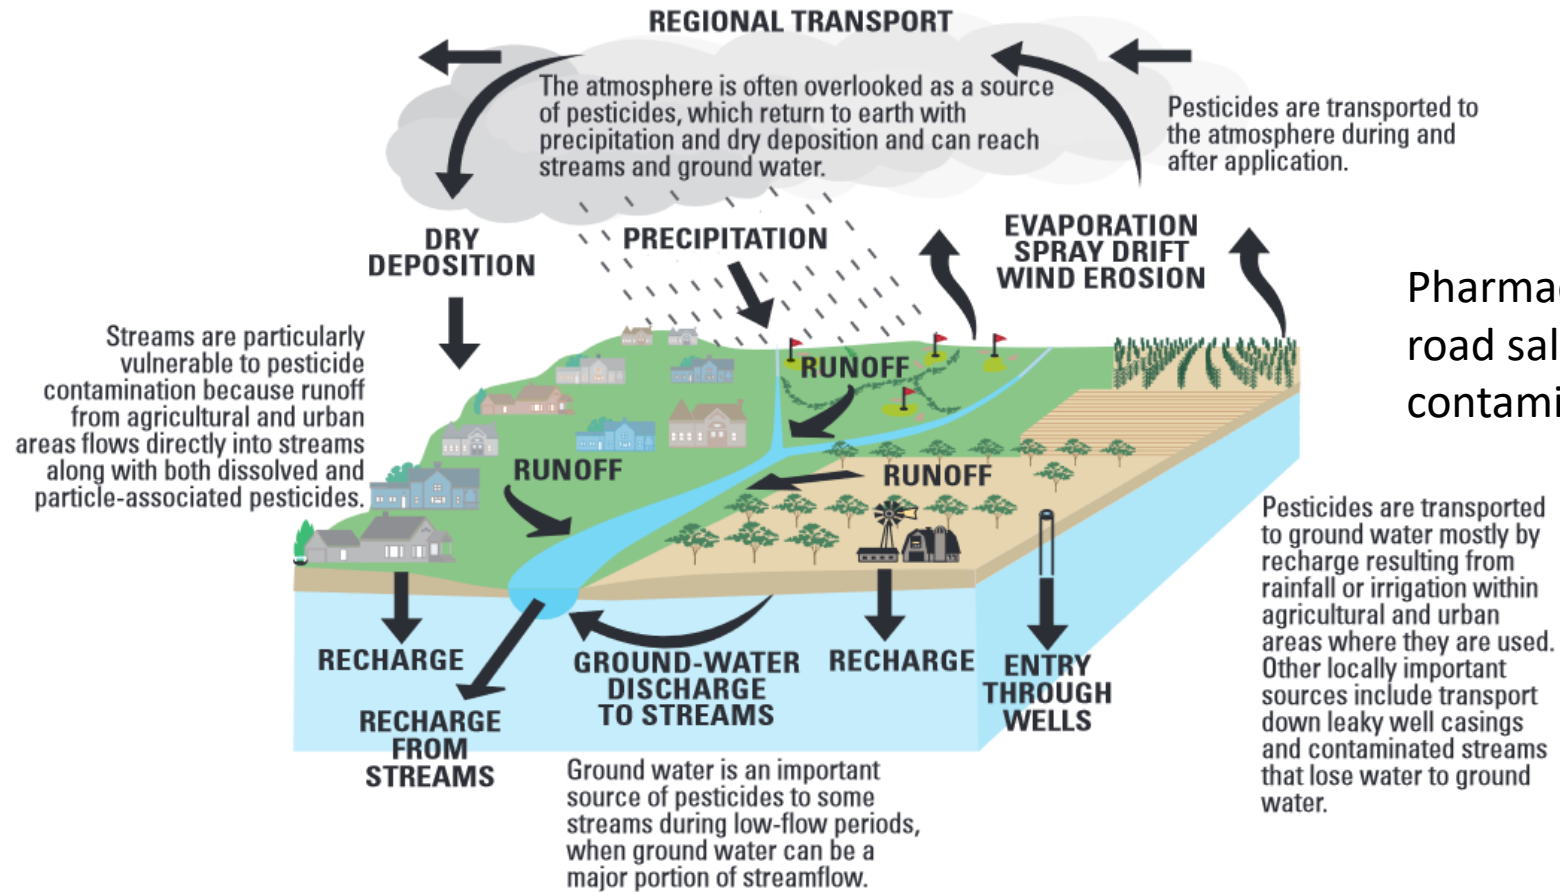 REGIONAL TRANSPORT
The atmosphere is often overlooked as a source
of pesticides, which return to earth with
precipitation and dry deposition and can reach
streams and ground water.
Pesticides are transported to
the atmosphere during and
after application.
DRY
DEPOSITION
PRECIPITATION
EVAPORATION
SPRAY DRIFT
WIND EROSION
Streams are particularly
vulnerable to pesticide
contamination because runoff
from agricultural and urban
areas flows directly into streams
along with both dissolved and
particle-associated pesticides.
road
RUNOFF
RUNOFF
RUNOFF
Pesticides are transported
to ground water mostly by
recharge resulting from
rainfall or irrigation within
agricultural and urban
areas where they are used.
Other locally important
sources include transport
down leaky well casings
and contaminated streams
that lose water to ground
water.
RECHARGE
RECHARGE
FROM
STREAMS
GROUND-WATER
DISCHARGE
TO STREAMS
RECHARGE
ENTRY
THROUGH
WELLS
Ground water is an important
source of pesticides to some
streams during low-flow periods,
when ground water can be a
major portion of streamflow.